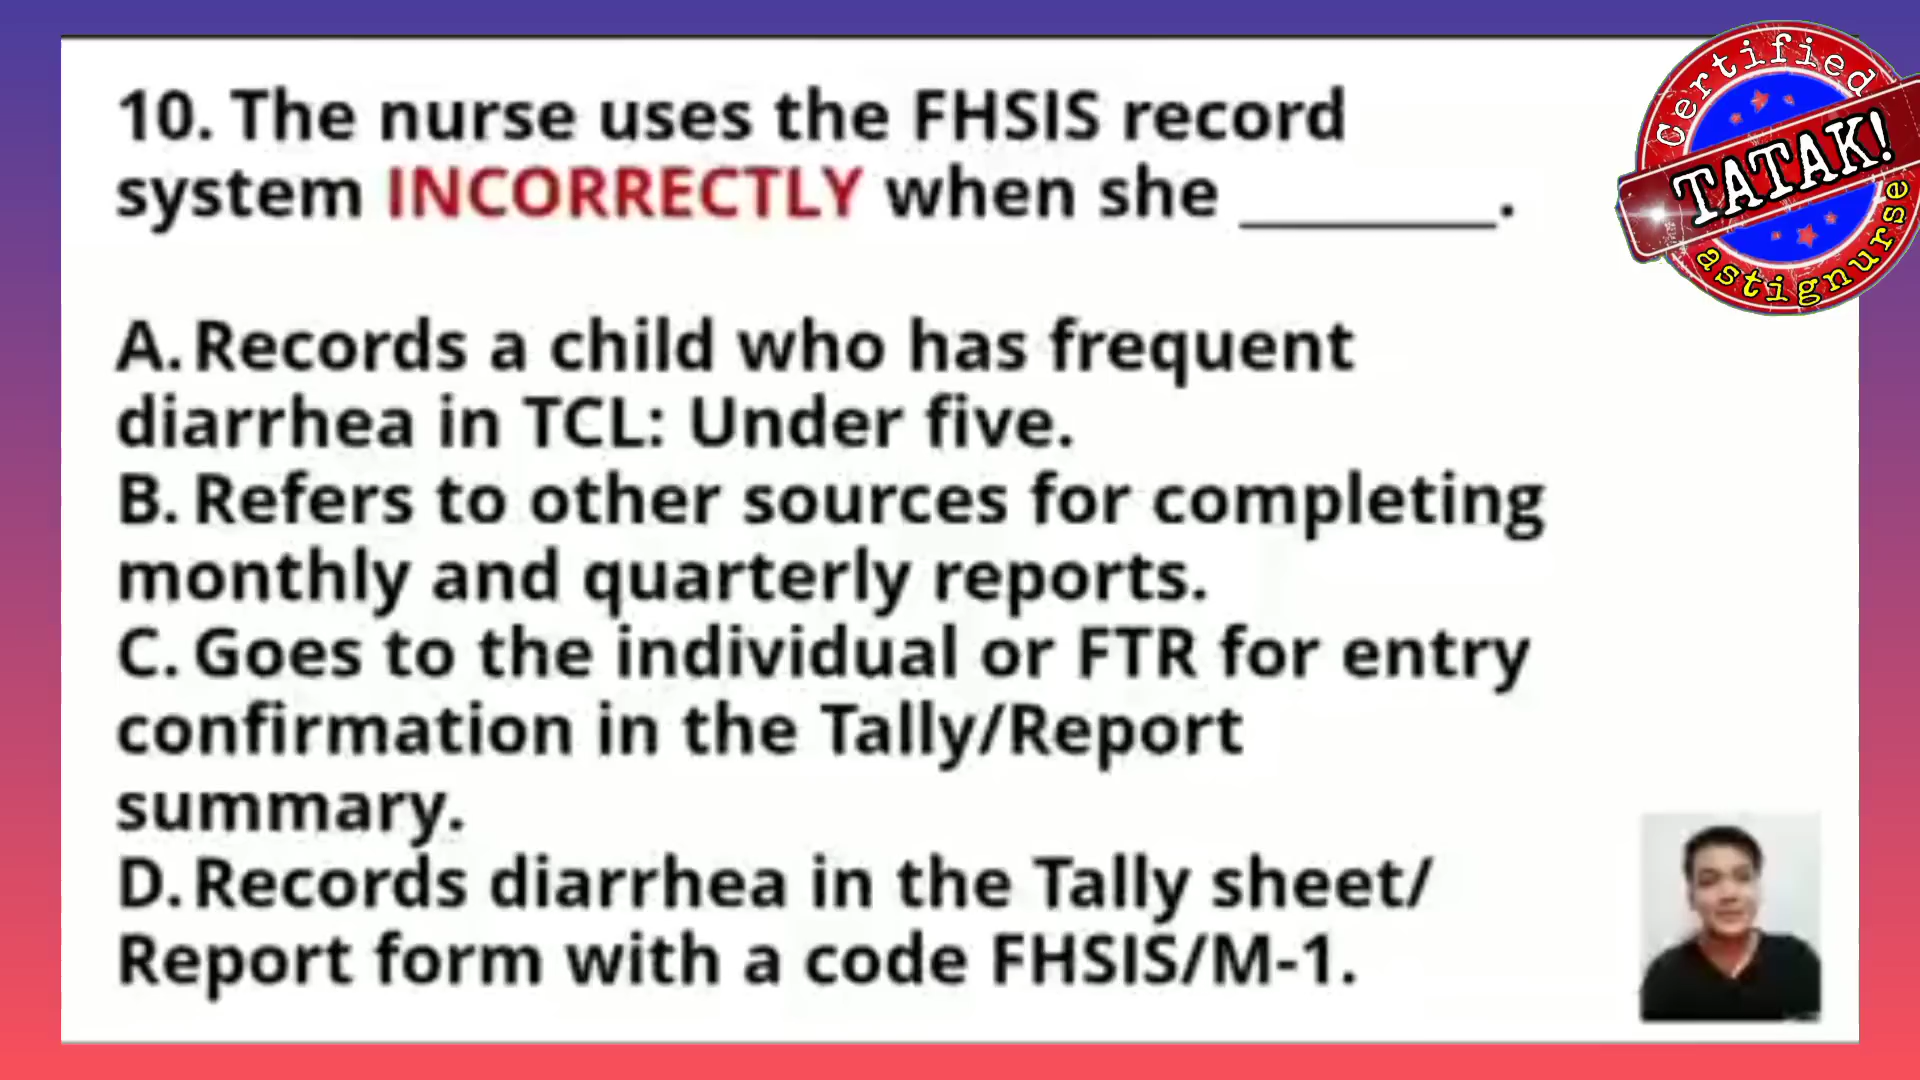 10. The nurse uses the FHSIS record
system INCORRECTLY when she ________.
A. Records a child who has frequent
diarrhea in TCL: Under five.
B. Refers to other sources for completing
monthly and quarterly reports.
C. Goes to the individual or FTR for entry
confirmation in the Tally/Report
summary.
D. Records diarrhea in the Tally sheet/
Report form with a code FHSIS/M-1.
Certified
TATAK!
astignurse